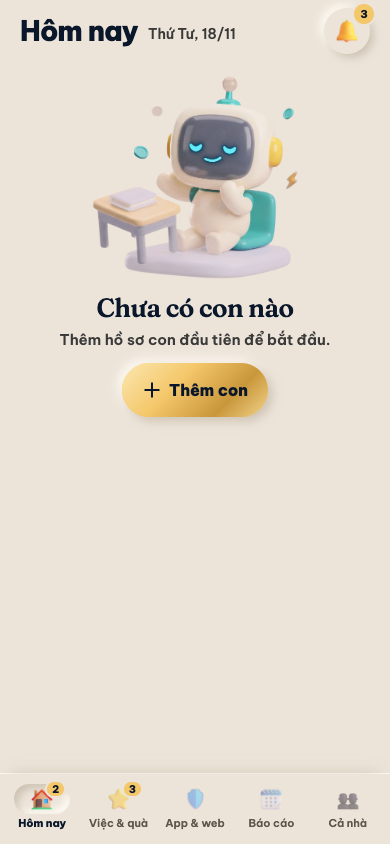 Hôm nay Thứ Tư, 18/11
3
Chưa có con nào
Thêm hồ sơ con đầu tiên để bắt đầu.
+ Thêm con
2
3
Hôm nay
Việc & quà
App & web
Báo cáo
Cả nhà